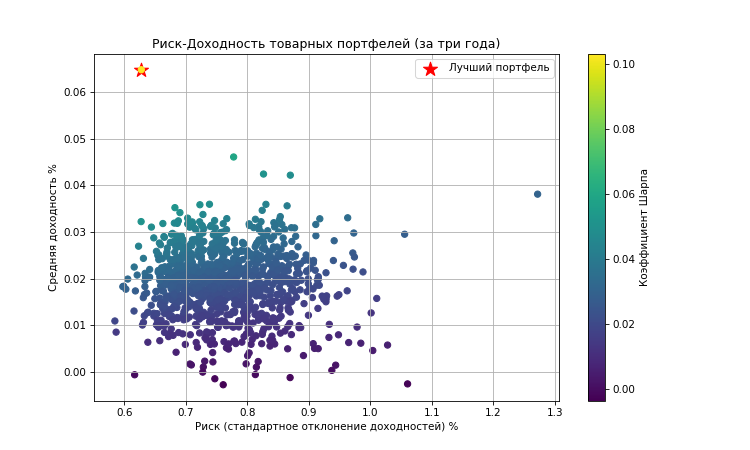 Риск-Доходность товарных портфелей (за три года)
Лучший портфель
Средняя доходность %
0.06
0.05
0.04
0.03
0.02
0.01
0.00
0.6 0.7 0.8 0.9 1.0 1.1 1.2 1.3
Риск (стандартное отклонение доходностей) %
0.10
0.08
0.06
0.04
0.02
0.00
Коэффициент Шарпа